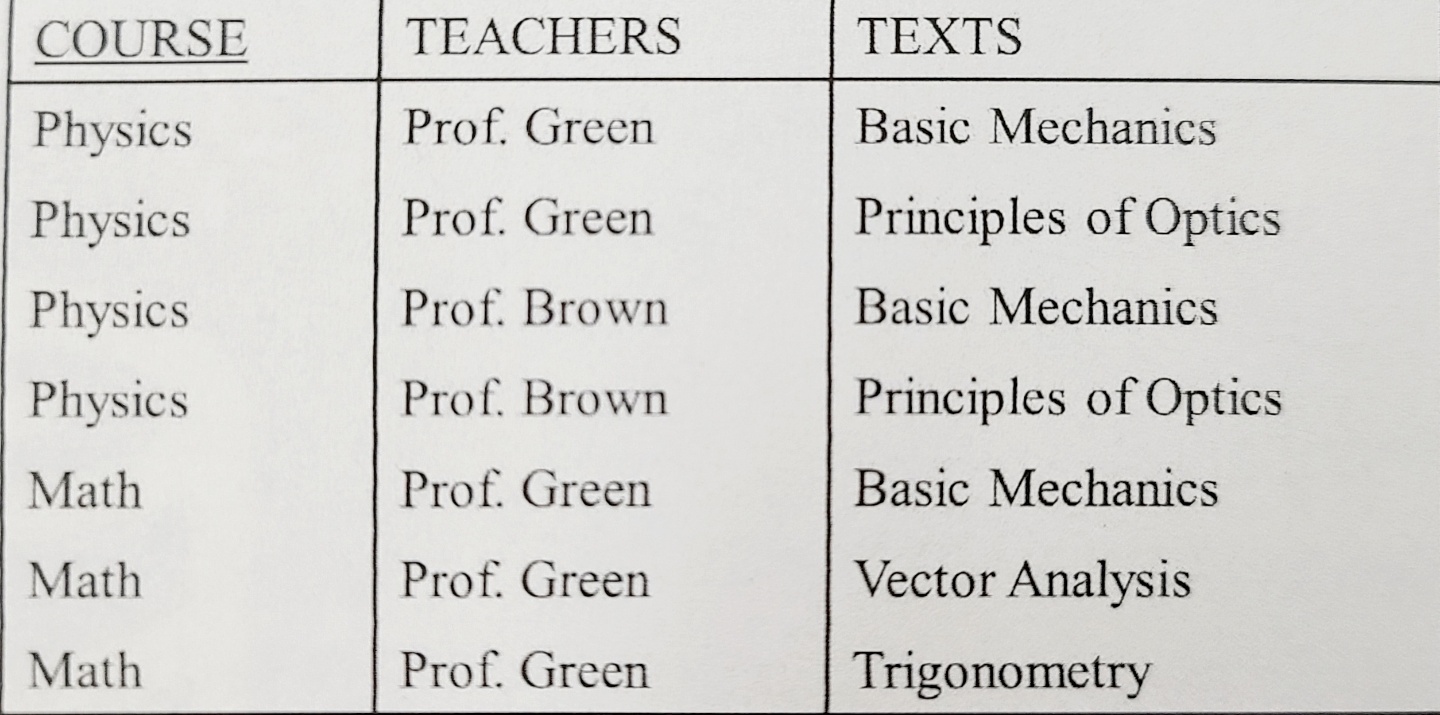 COURSE TEACHERS TEXTS
Physics Prof. Green Basic Mechanics
Physics Prof. Green Principles of Optics
Physics Prof. Brown Basic Mechanics
Physics Prof. Brown Principles of Optics
Math Prof. Green Basic Mechanics
Math Prof. Green Vector Analysis
Math Prof. Green Trigonometry